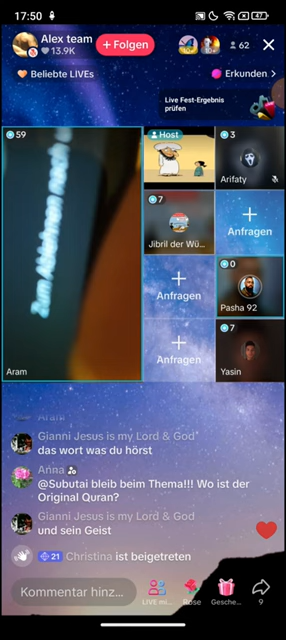 17:50
47
Alex team
13.9K
+ Folgen
62
Beliebte LIVEs
Erkunden >
Live Fest-Ergebnis
prüfen
59
Host
3
Arifaty
7
Jibril der Wü...
Anfragen
Anfragen
0
Pasha 92
Anfragen
7
Yasin
Aram
Gianni Jesus is my Lord & God
das wort was du hörst
Anna
@Subutai bleib beim Thema!!! Wo ist der
Original Quran?
Gianni Jesus is my Lord & God
und sein Geist
21 Christina ist beigetreten
Kommentar hinz...
LIVE mi...
Rose
Gesche...
9